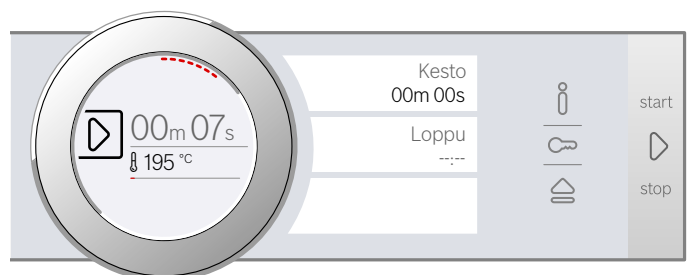 00m 07s
195 °C
Kesto
00m 00s
Loppu
--:--
start
stop